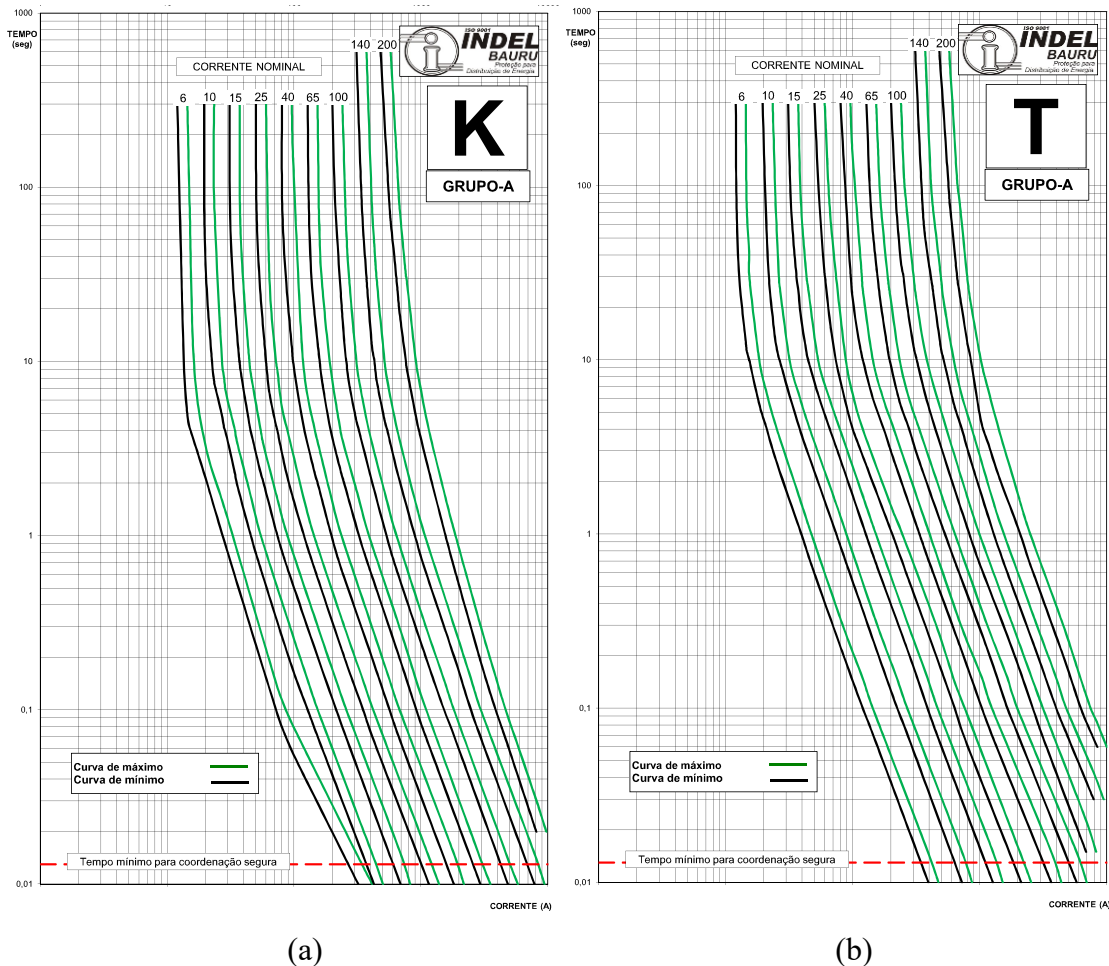 1000
TEMPO
(seg)
100
10
1
0,1
0,01
CORRENTE NOMINAL
6 10 15 25 40 65 100
140 200
ISO 9001
INDEL
BAURU
Proteção para
Distribuição de Energia
K
GRUPO-A
Curva de máximo
Curva de mínimo
Tempo mínimo para coordenação segura
CORRENTE (A)
(a)
1000
TEMPO
(seg)
100
10
1
0,1
0,01
CORRENTE NOMINAL
6 10 15 25 40 65 100
140 200
ISO 9001
INDEL
BAURU
Proteção para
Distribuição de Energia
T
GRUPO-A
Curva de máximo
Curva de mínimo
Tempo mínimo para coordenação segura
CORRENTE (A)
(b)